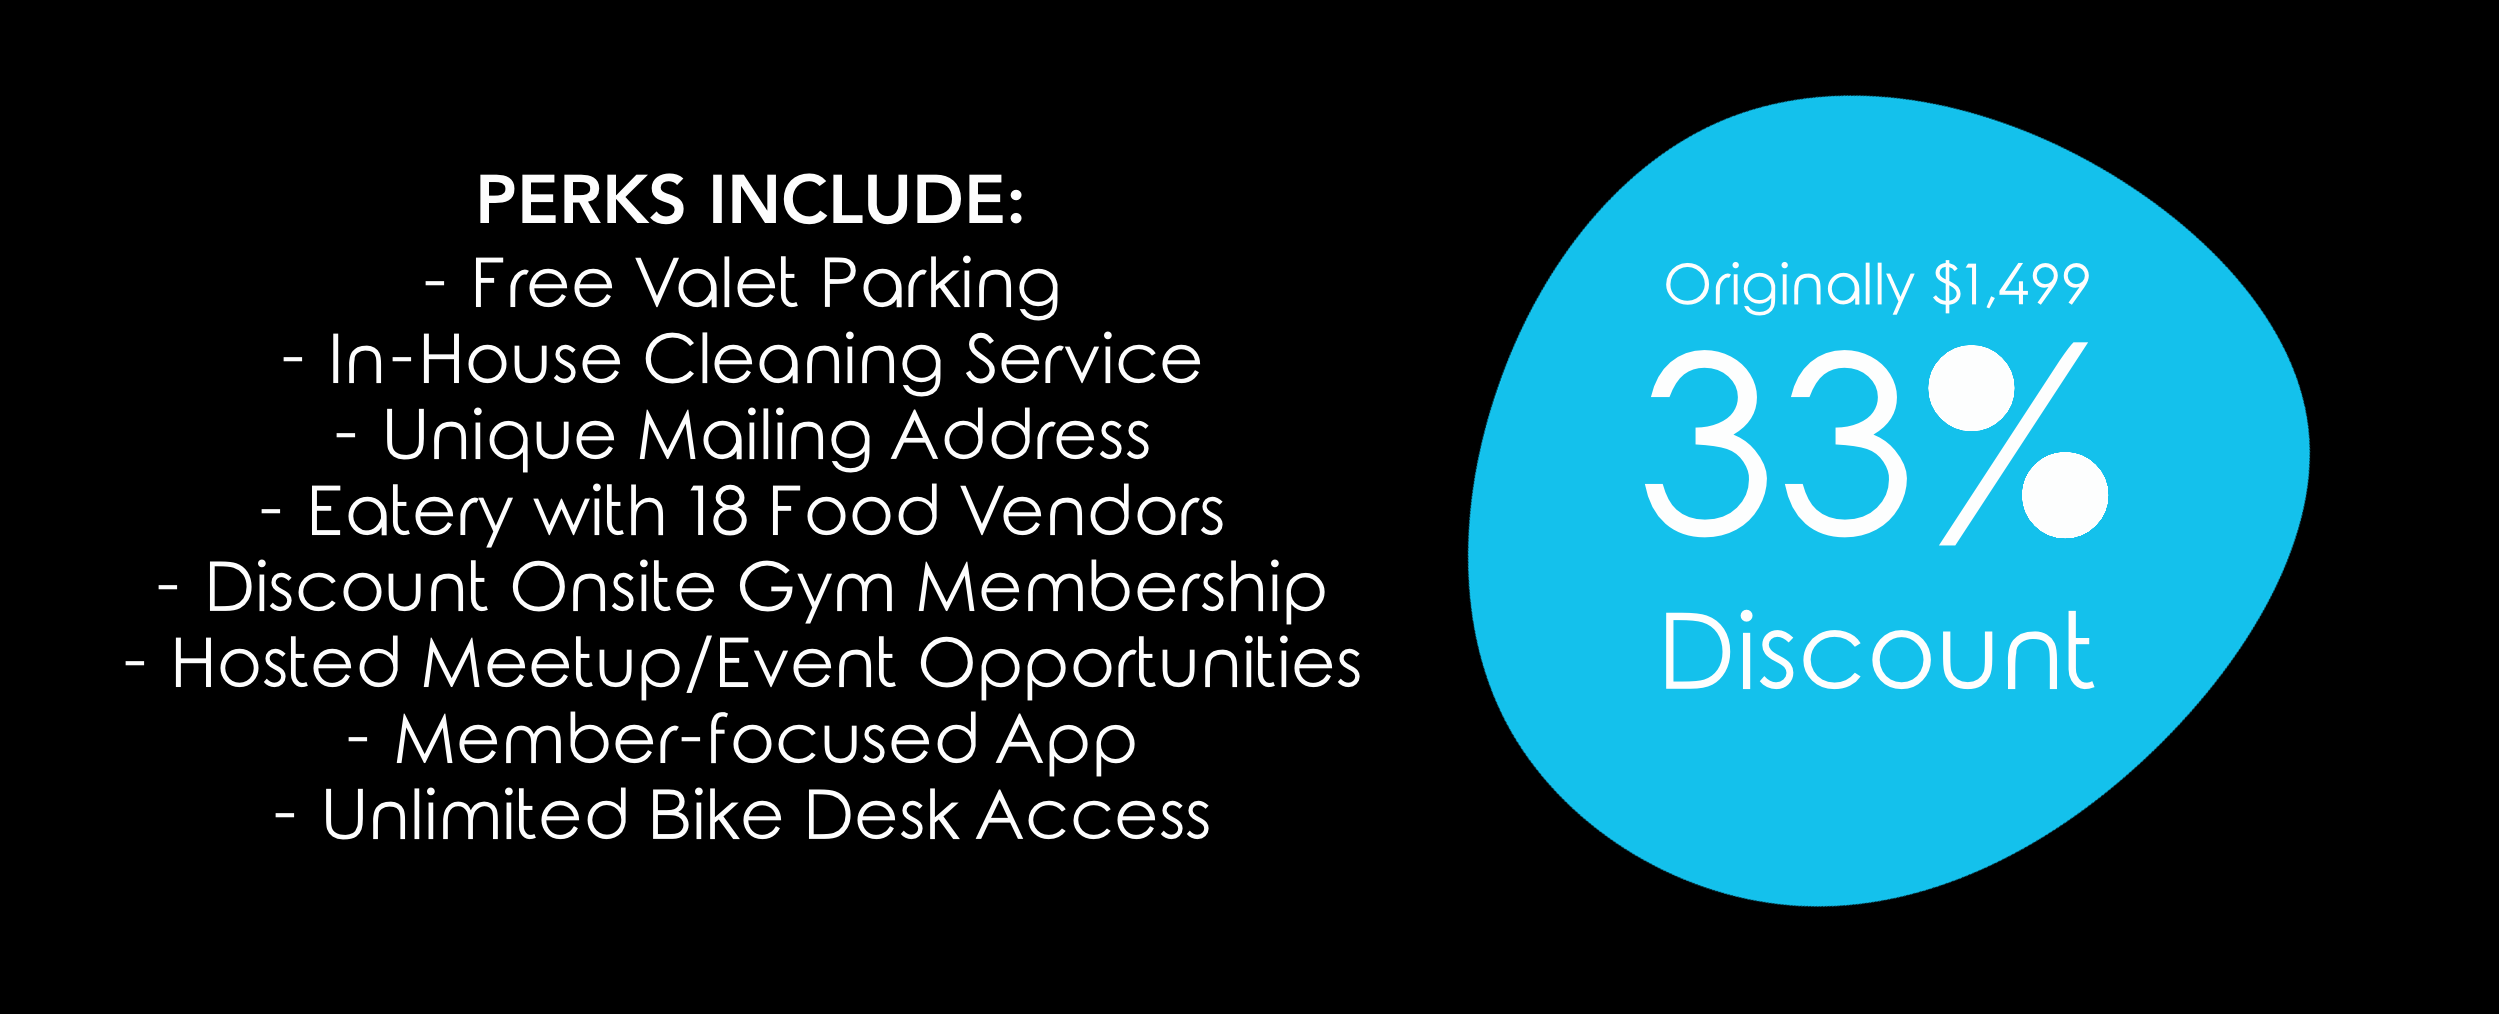 PERKS INCLUDE:
- Free Valet Parking
- In-House Cleaning Service
- Unique Mailing Address
- Eatery with 18 Food Vendors
- Discount Onsite Gym Membership
- Hosted Meetup/Event Opportunities
- Member-focused App
- Unlimited Bike Desk Access
Originally $1,499
33%
Discount